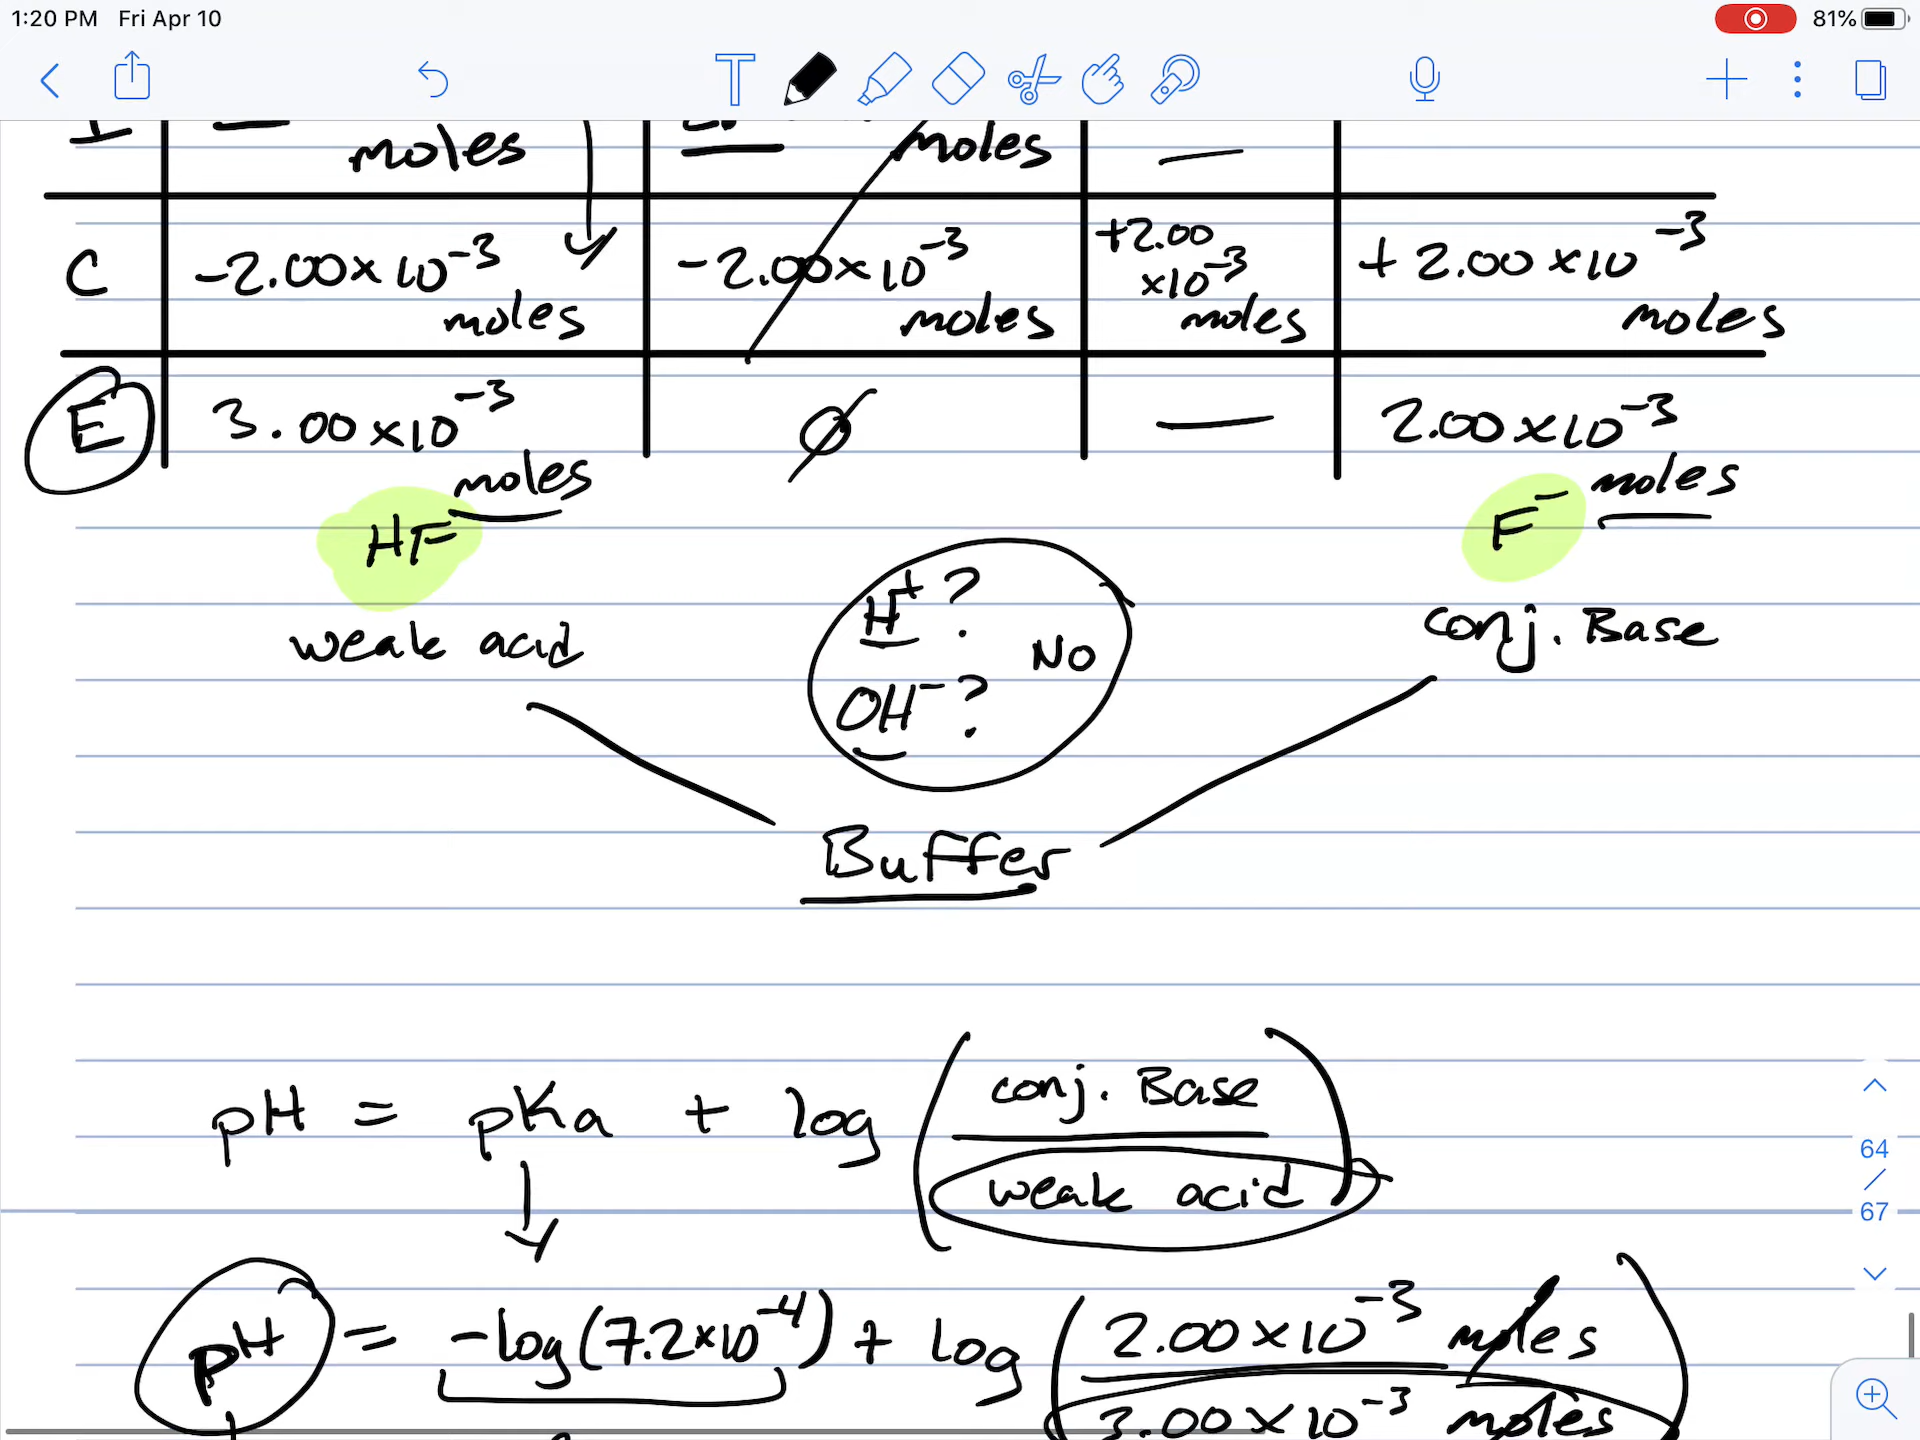 1:20 PM Fri Apr 10 81%
I moles moles —
C -2.00×10⁻³ moles -2.00×10⁻³ moles +2.00 ×10⁻³ moles +2.00×10⁻³ moles
E 3.00×10⁻³ moles Ø — 2.00×10⁻³ moles
HF F⁻
H⁺?
weak acid No conj. Base
OH⁻?
Buffer
pH = pKa + log (conj. Base / weak acid)
64 / 67
pH = -log(7.2×10⁻⁴) + log (2.00×10⁻³ moles / 3.00×10⁻³ moles)